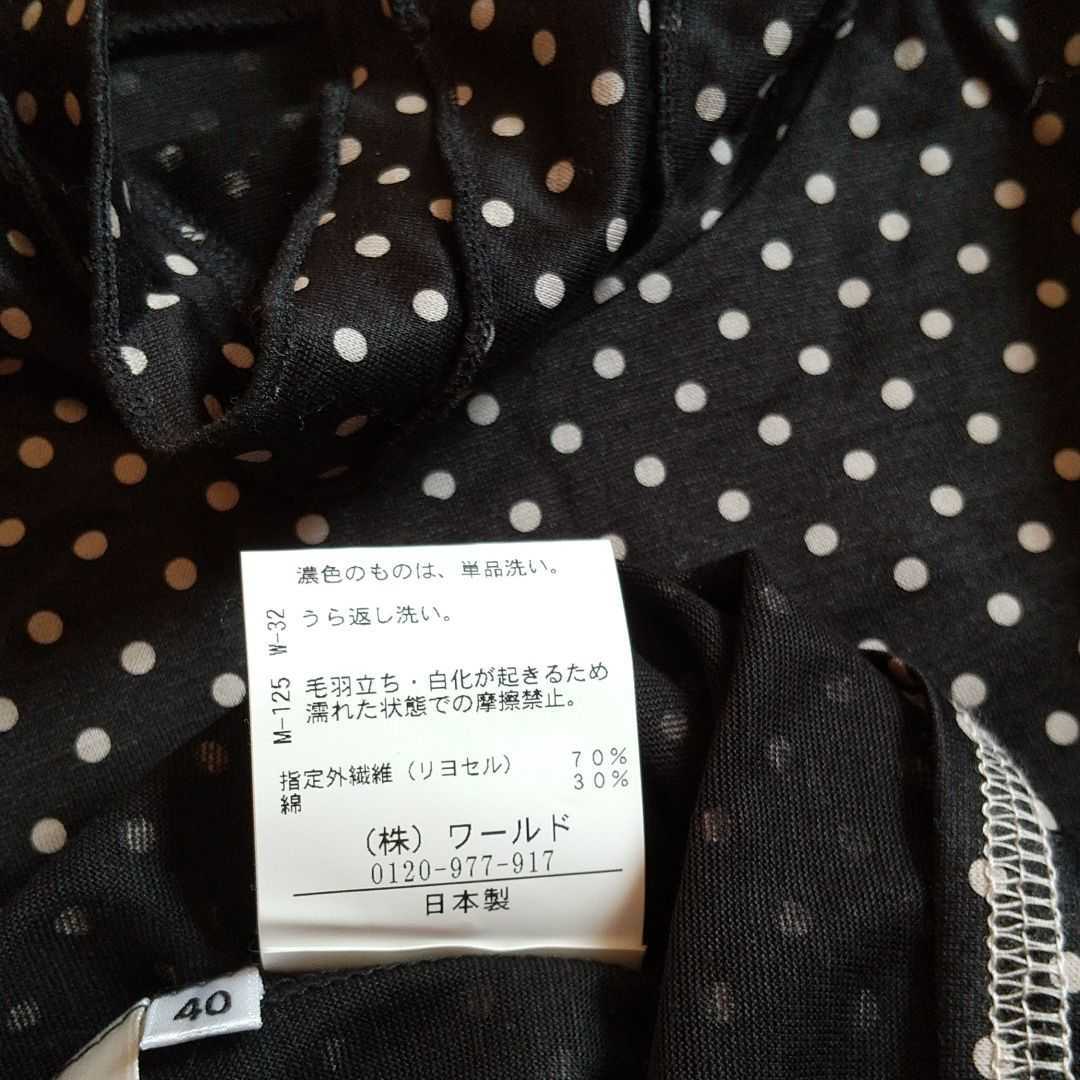 濃色のものは、単品洗い。
うら返し洗い。
毛羽立ち・白化が起きるため
濡れた状態での摩擦禁止。
M-125 W-32
指定外繊維（リヨセル） 70%
綿 30%
（株）ワールド
0120-977-917
日本製
40